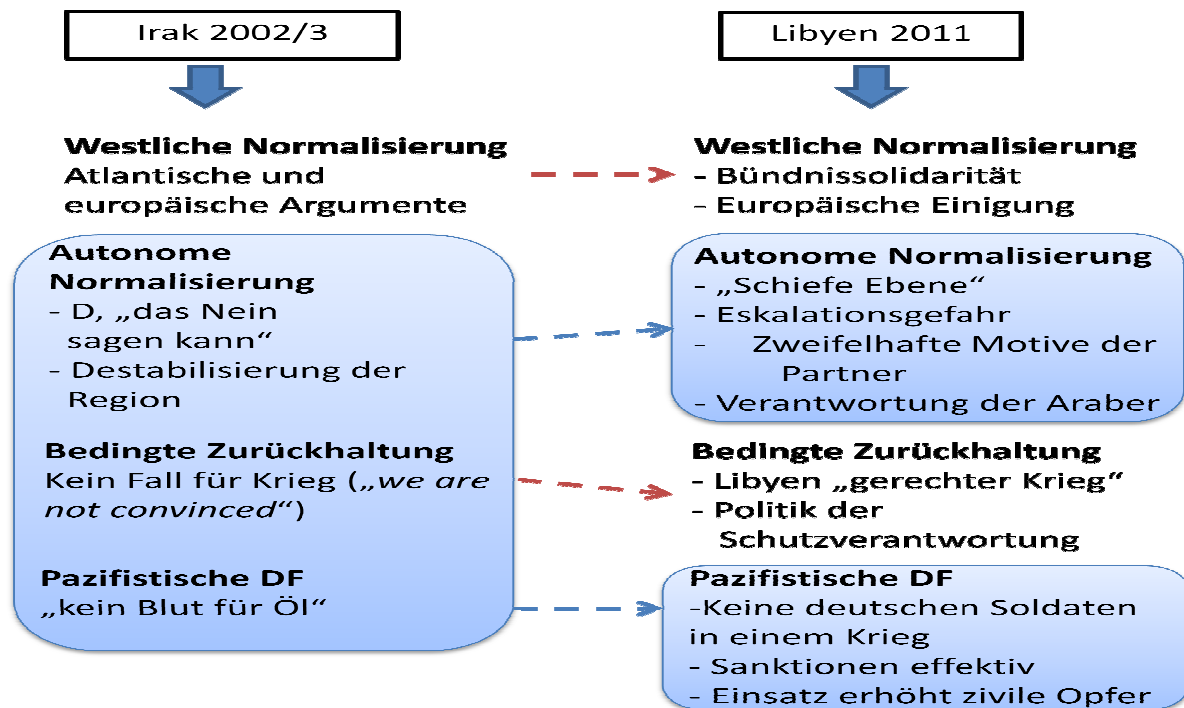 Irak 2002/3
Westliche Normalisierung
Atlantische und
europäische Argumente
Autonome
Normalisierung
- D, „das Nein
sagen kann“
- Destabilisierung der
Region
Bedingte Zurückhaltung
Kein Fall für Krieg („we are
not convinced“)
Pazifistische DF
„kein Blut für Öl“
Libyen 2011
Westliche Normalisierung
- Bündnissolidarität
- Europäische Einigung
Autonome Normalisierung
- „Schiefe Ebene“
- Eskalationsgefahr
- Zweifelhafte Motive der
Partner
- Verantwortung der Araber
Bedingte Zurückhaltung
- Libyen „gerechter Krieg“
- Politik der
Schutzverantwortung
Pazifistische DF
-Keine deutschen Soldaten
in einem Krieg
- Sanktionen effektiv
- Einsatz erhöht zivile Opfer